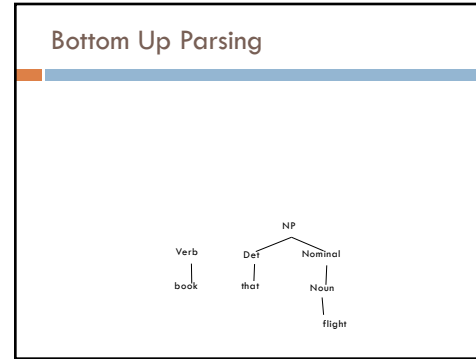 Bottom Up Parsing
NP
Verb Det Nominal
book that Noun
flight